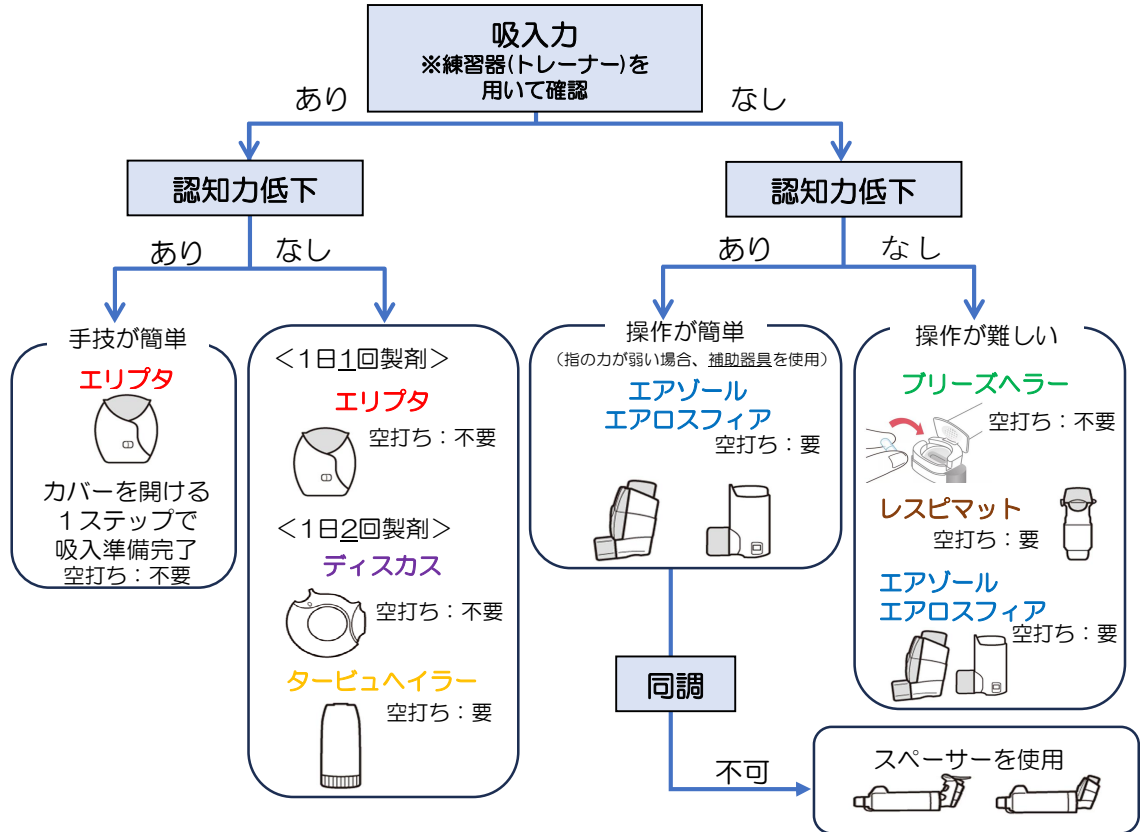 吸入力
※練習器(トレーナー)を
用いて確認
あり
なし
認知力低下
認知力低下
あり
なし
あり
なし
手技が簡単
エリプタ
カバーを開ける
1ステップで
吸入準備完了
空打ち：不要
＜1日1回製剤＞
エリプタ
空打ち：不要
＜1日2回製剤＞
ディスカス
空打ち：不要
タービュヘイラー
空打ち：要
操作が簡単
（指の力が弱い場合、補助器具を使用）
エアゾール
エアロスフィア
空打ち：要
操作が難しい
ブリーズヘラー
空打ち：不要
レスピマット
空打ち：要
エアゾール
エアロスフィア
空打ち：要
同調
不可
スペーサーを使用